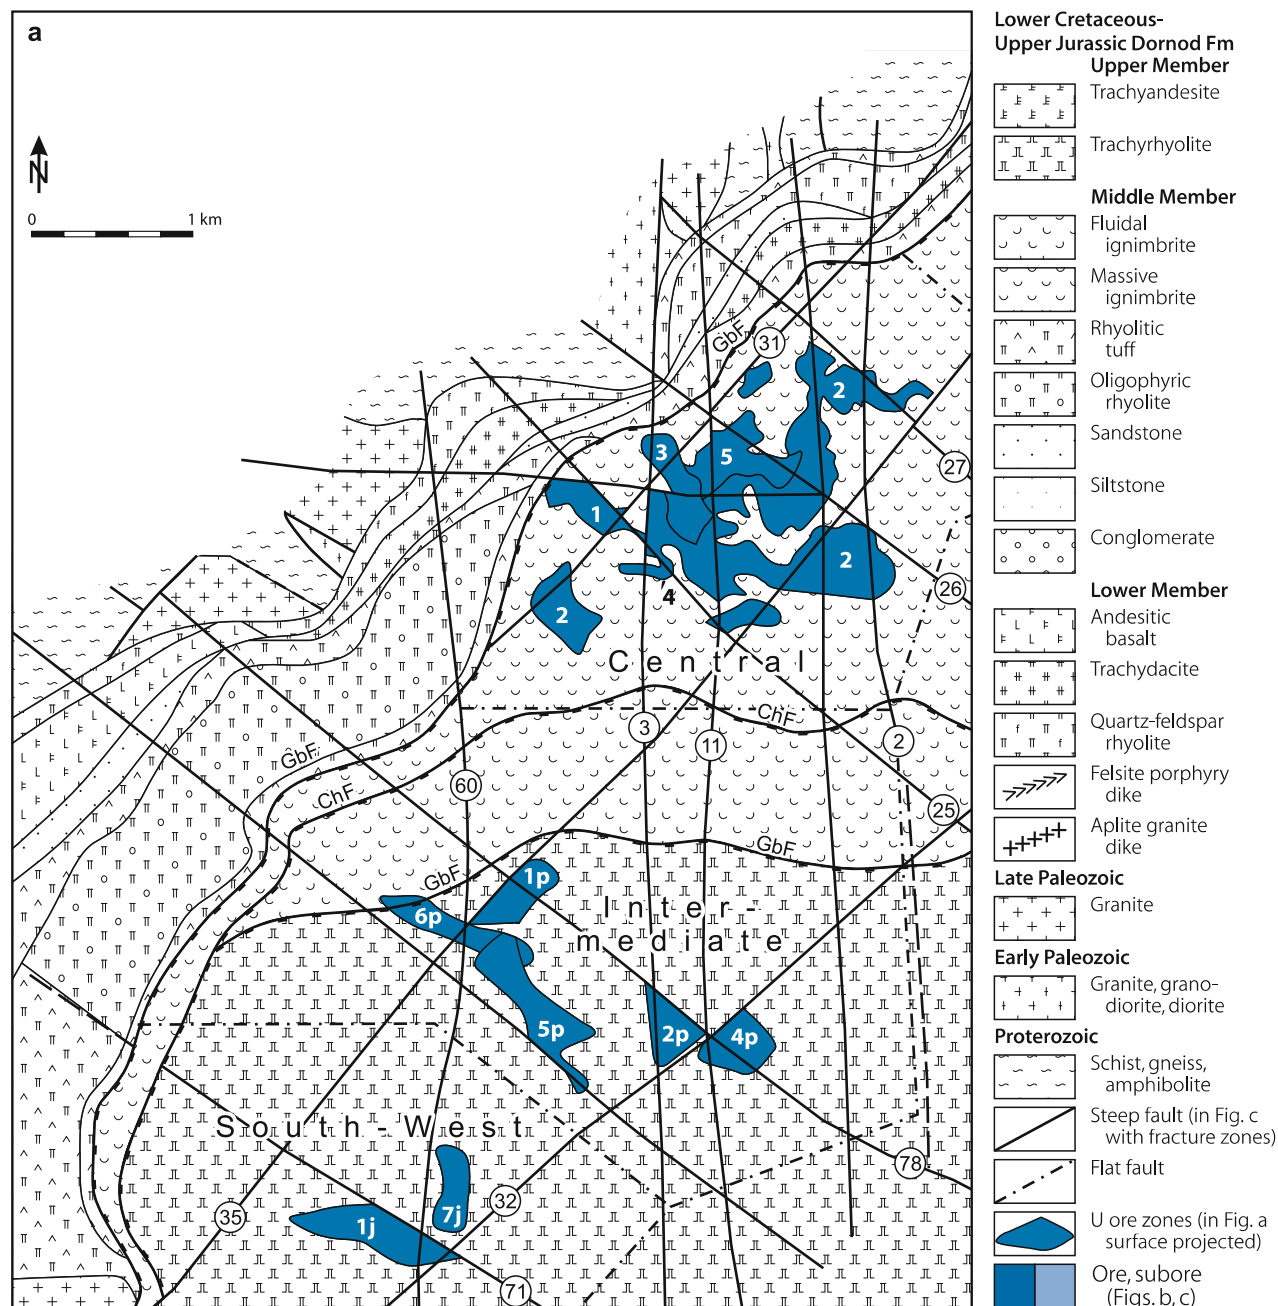 a
N
0 1 km
GbF
31
2
27
3
5
1
2
26
4
2
Central
ChF
3
11
2
GbF
ChF
60
25
GbF
GbF
1p
6p
Inter-
mediate
5p
2p
4p
South-West
78
35
32
7j
1j
71
Lower Cretaceous-
Upper Jurassic Dornod Fm
Upper Member
Trachyandesite
Trachyrhyolite
Middle Member
Fluidal
ignimbrite
Massive
ignimbrite
Rhyolitic
tuff
Oligophyric
rhyolite
Sandstone
Siltstone
Conglomerate
Lower Member
Andesitic
basalt
Trachydacite
Quartz-feldspar
rhyolite
Felsite porphyry
dike
Aplite granite
dike
Late Paleozoic
Granite
Early Paleozoic
Granite, grano-
diorite, diorite
Proterozoic
Schist, gneiss,
amphibolite
Steep fault (in Fig. c
with fracture zones)
Flat fault
U ore zones (in Fig. a
surface projected)
Ore, subore
(Figs. b, c)